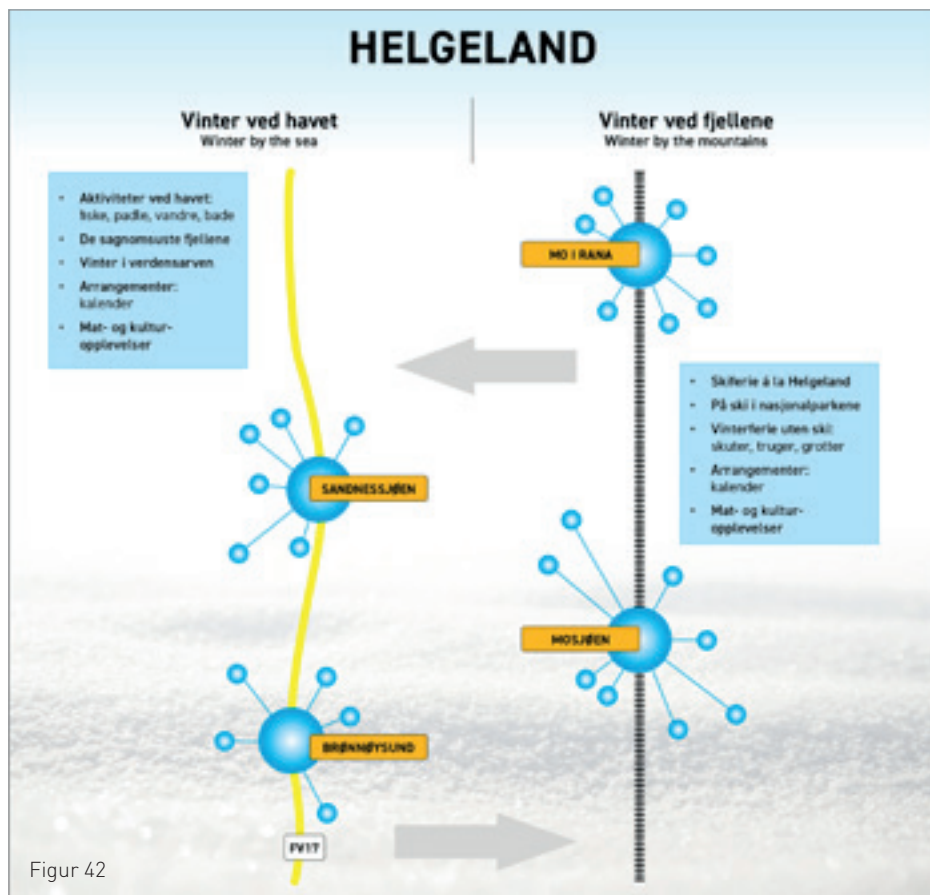 HELGELAND
Vinter ved havet
Winter by the sea
• Aktiviteter ved havet:
fiske, padle, vandre, bade
• De sagnomsuste fjellene
• Vinter i verdensarven
• Arrangementer:
kalender
• Mat- og kultur-
opplevelser
SANDNESSJØEN
BRØNNØYSUND
FV17
Vinter ved fjellene
Winter by the mountains
MO I RANA
• Skiferie á la Helgeland
• På ski i nasjonalparkene
• Vinterferie uten ski:
skuter, truger, grotter
• Arrangementer:
kalender
• Mat- og kultur-
opplevelser
MOSJØEN
Figur 42